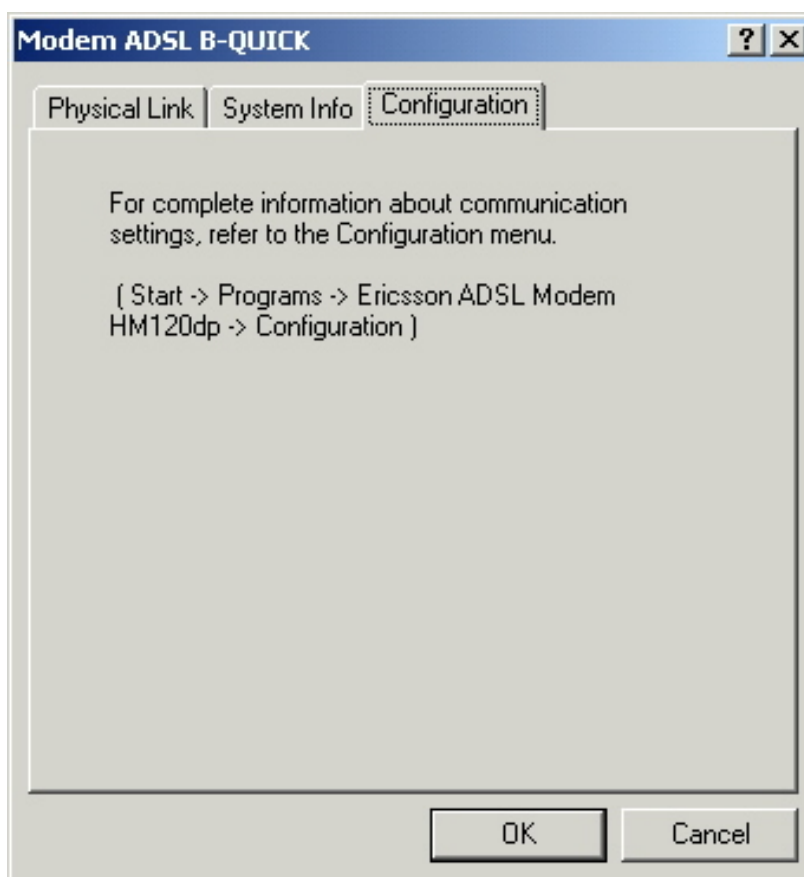 Modem ADSL B-QUICK
Physical Link
System Info
Configuration
For complete information about communication
settings, refer to the Configuration menu.
( Start -> Programs -> Ericsson ADSL Modem
HM120dp -> Configuration )
OK
Cancel